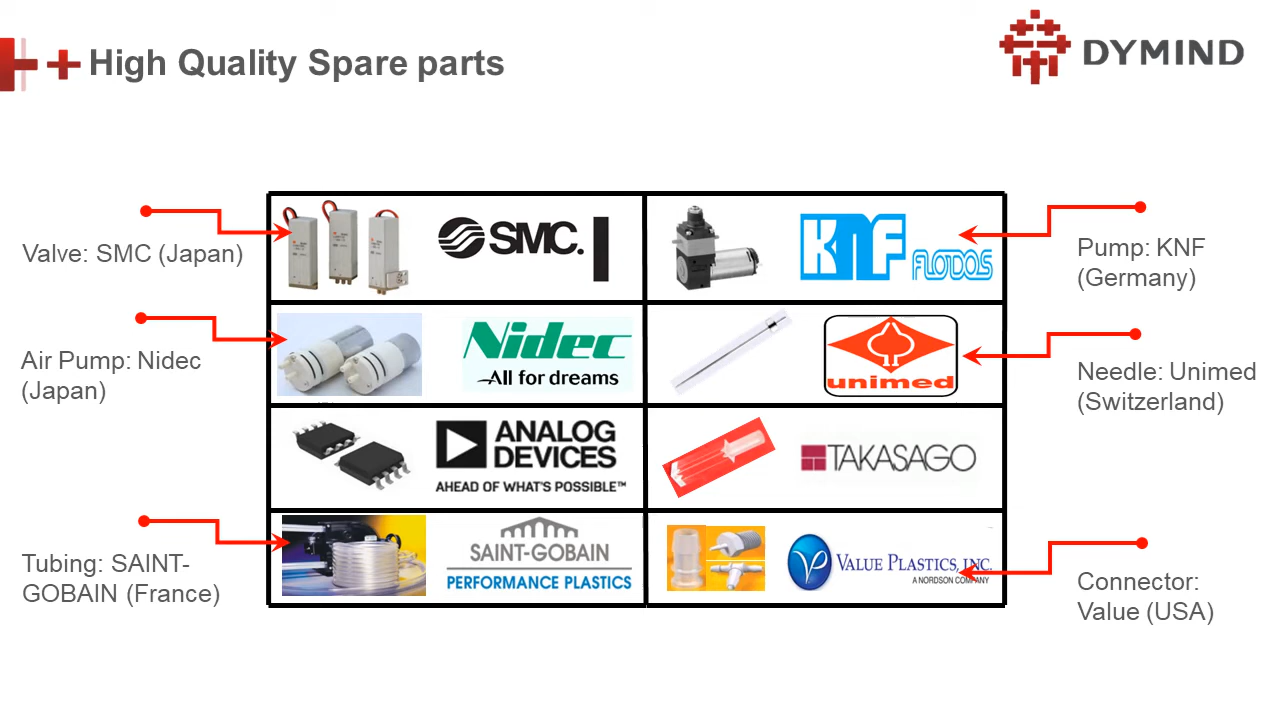 High Quality Spare parts
DYMIND
Valve: SMC (Japan)
SMC.
KNF
FLODOS
Pump: KNF
(Germany)
Air Pump: Nidec
(Japan)
Nidec
All for dreams
unimed
Needle: Unimed
(Switzerland)
ANALOG
DEVICES
AHEAD OF WHAT'S POSSIBLE™
TAKASAGO
Tubing: SAINT-
GOBAIN (France)
SAINT-GOBAIN
PERFORMANCE PLASTICS
VALUE PLASTICS, INC.
A NORDSON COMPANY
Connector:
Value (USA)